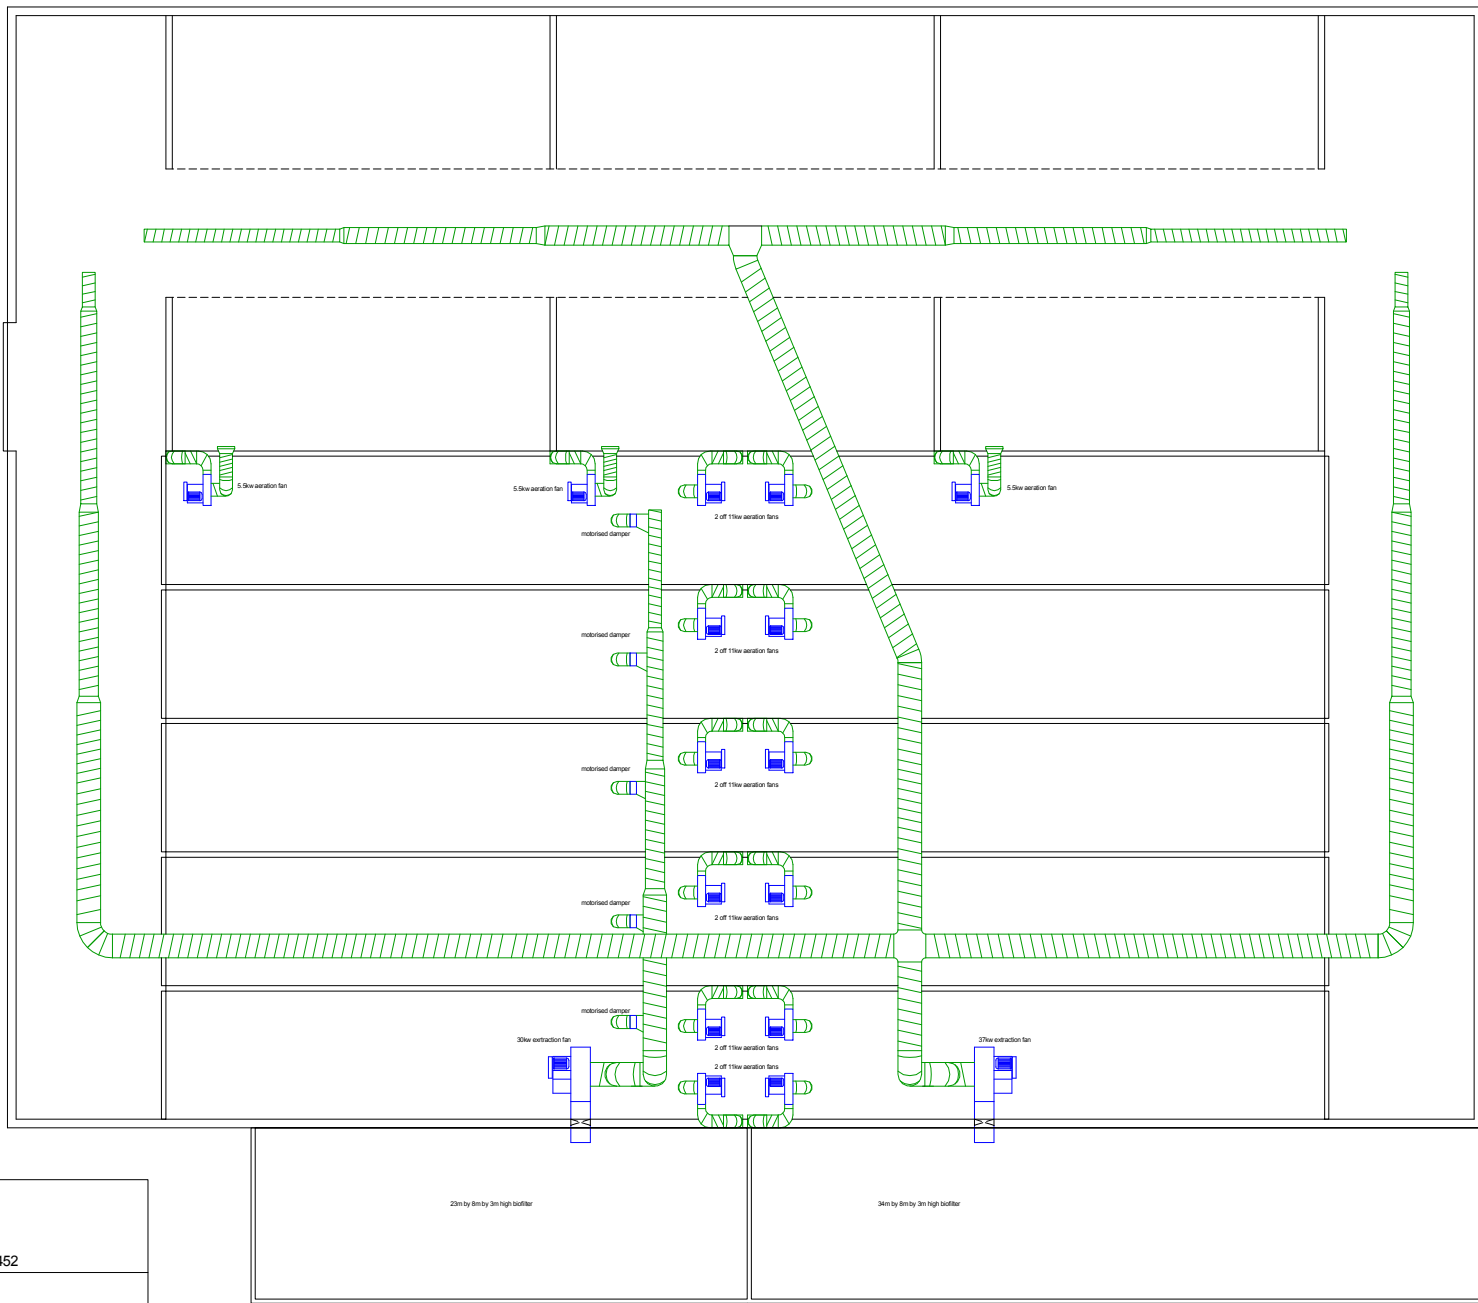 5.5kw aeration fan
5.5kw aeration fan
5.5kw aeration fan
2 off 11kw aeration fans
motorised damper
motorised damper
2 off 11kw aeration fans
motorised damper
2 off 11kw aeration fans
motorised damper
2 off 11kw aeration fans
motorised damper
30kw extraction fan
37kw extraction fan
2 off 11kw aeration fans
2 off 11kw aeration fans
23m by 8m by 3m high biofilter
34m by 8m by 3m high biofilter
452